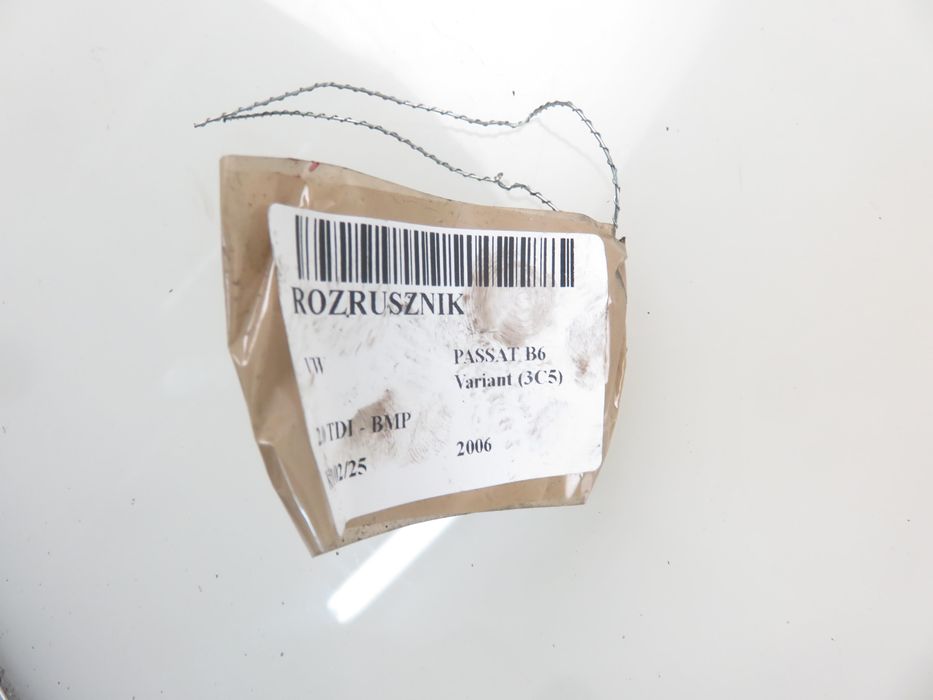 ROZRUSZNIK
VW PASSAT B6
Variant (3C5)
TDI - BMP
2006